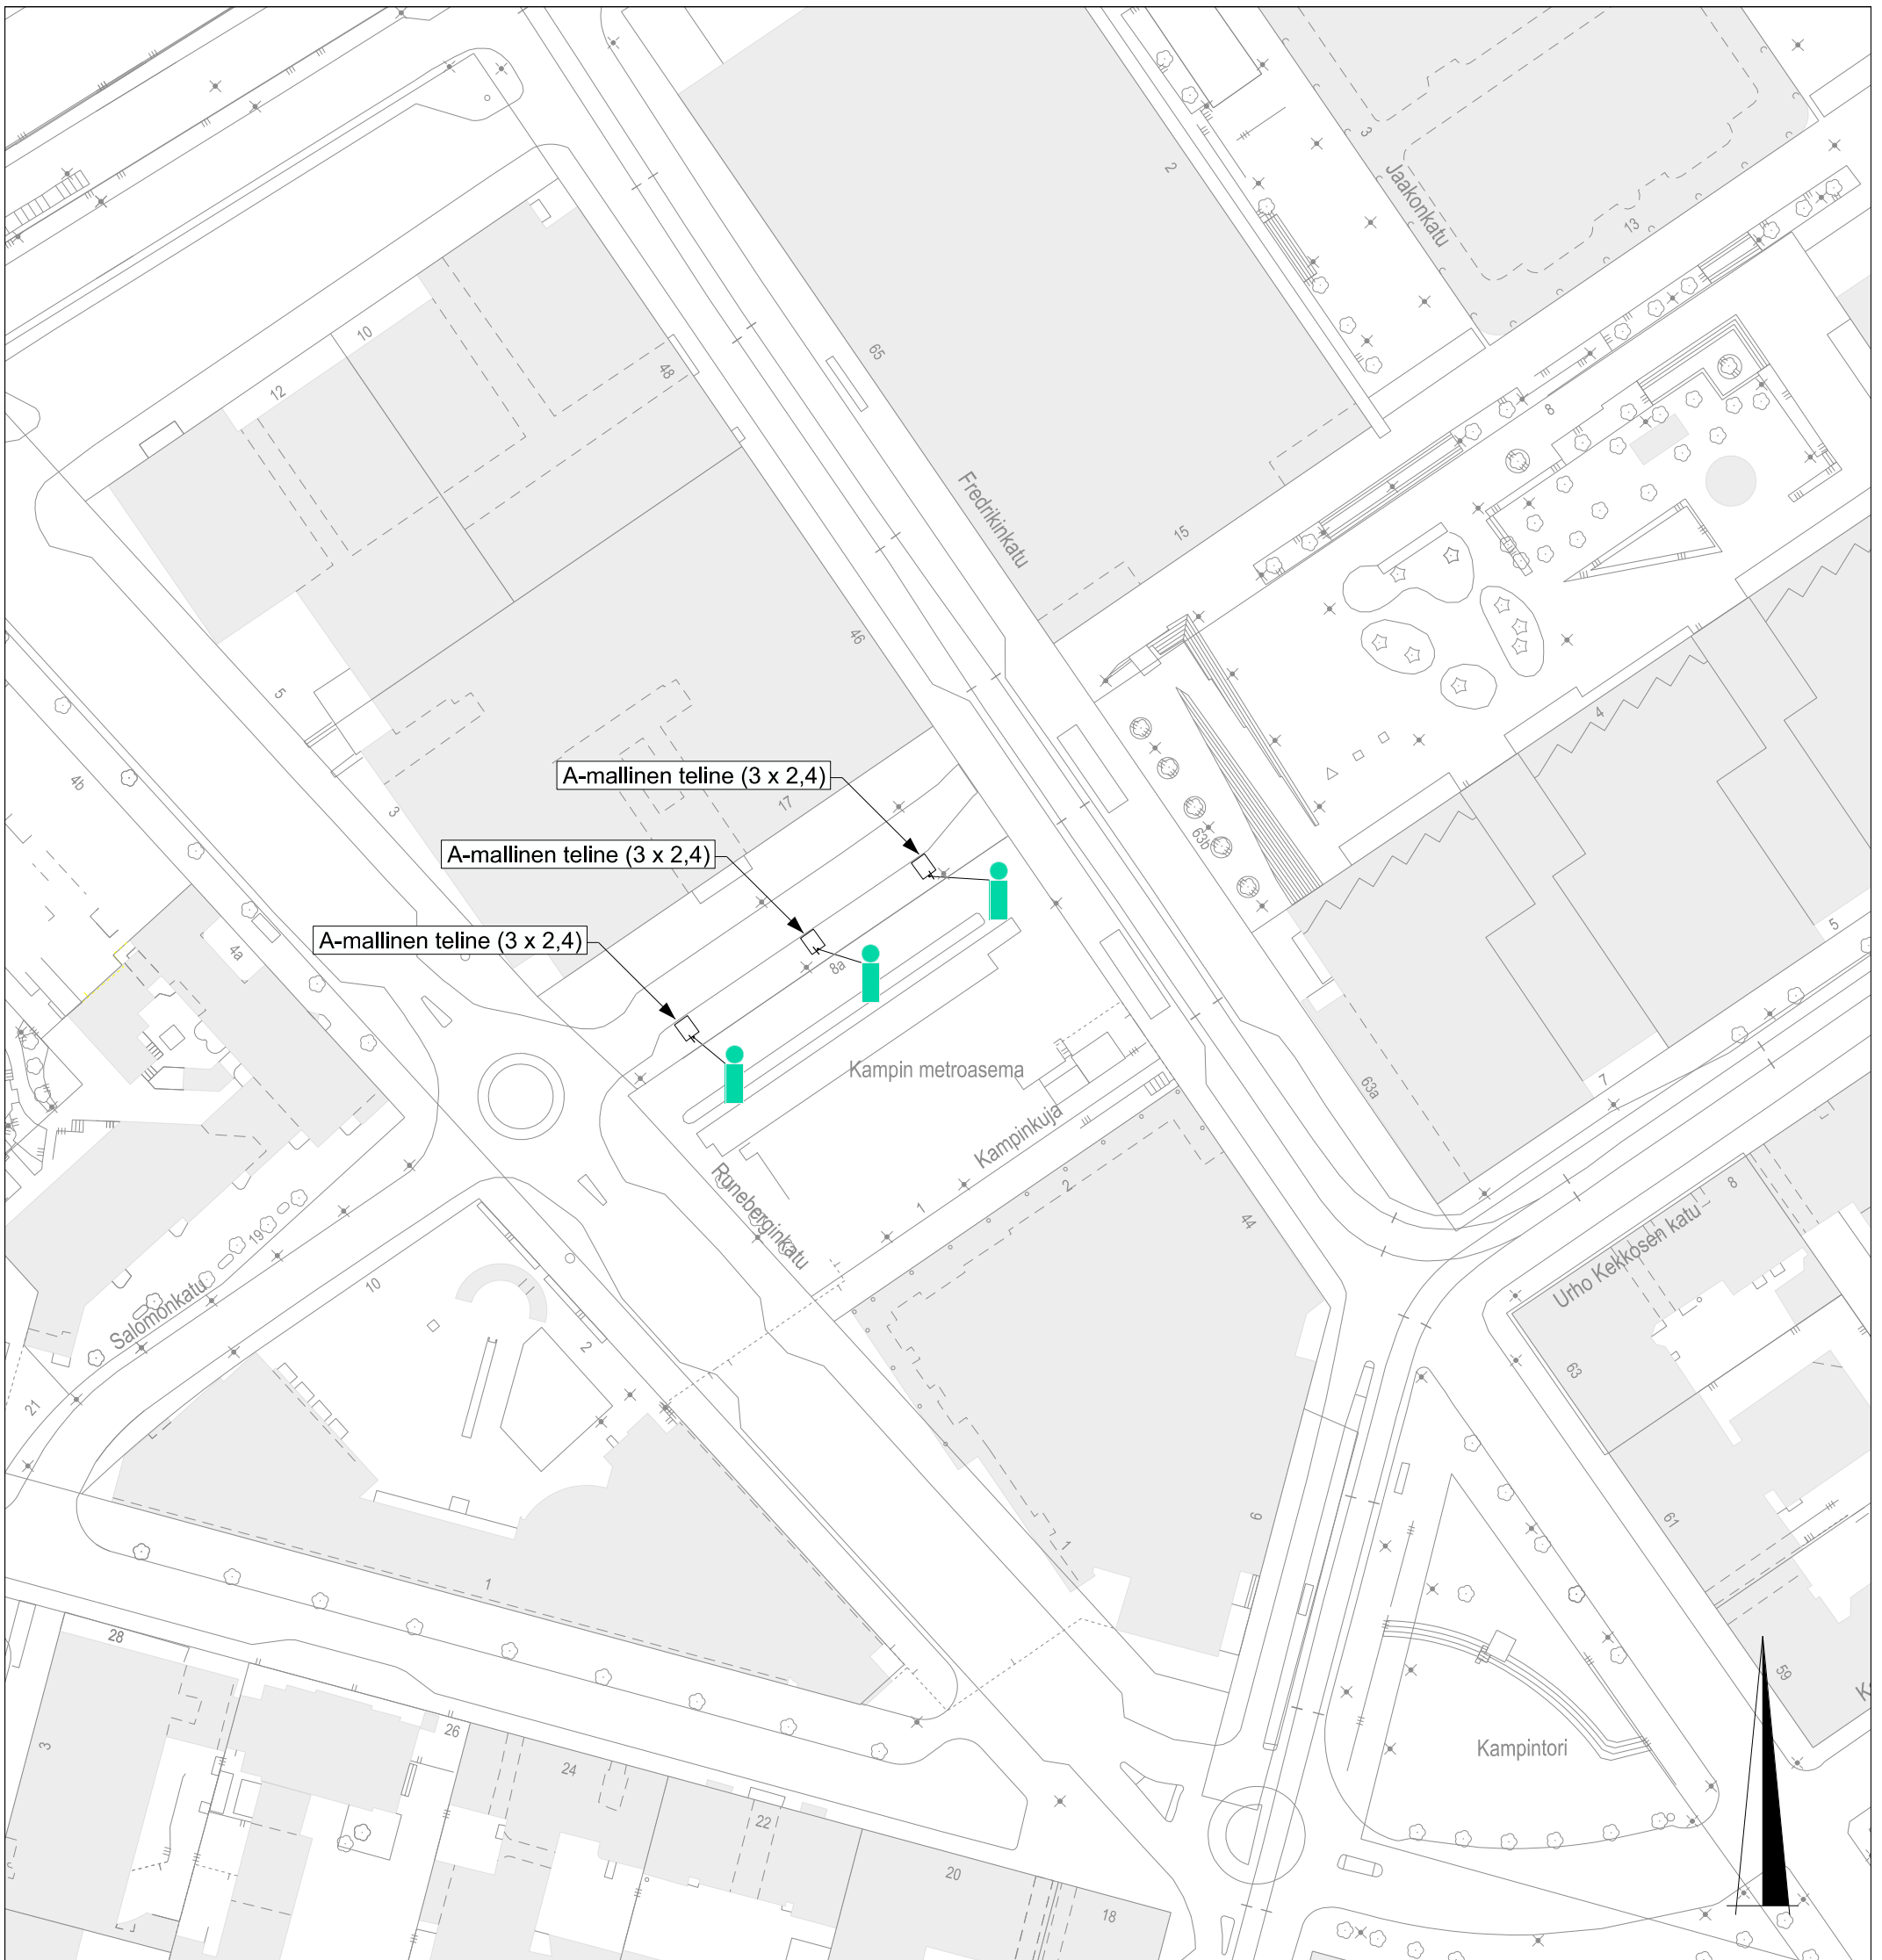 2
3
Jaakonkatu
13
10
12
48
65
8
Fredrikinkatu
15
46
5
4
4b
A-mallinen teline (3 x 2,4)
17
3
63b
A-mallinen teline (3 x 2,4)
5
A-mallinen teline (3 x 2,4)
4a
8a
Kampin metroasema
7
63a
Kampinkuja
2
8
Runeberginkatu
1
44
19
Urho Kekkosen katu
10
Salomonkatu
2
63
21
61
6
1
1
28
59
K
3
26
24
Kampintori
22
20
18